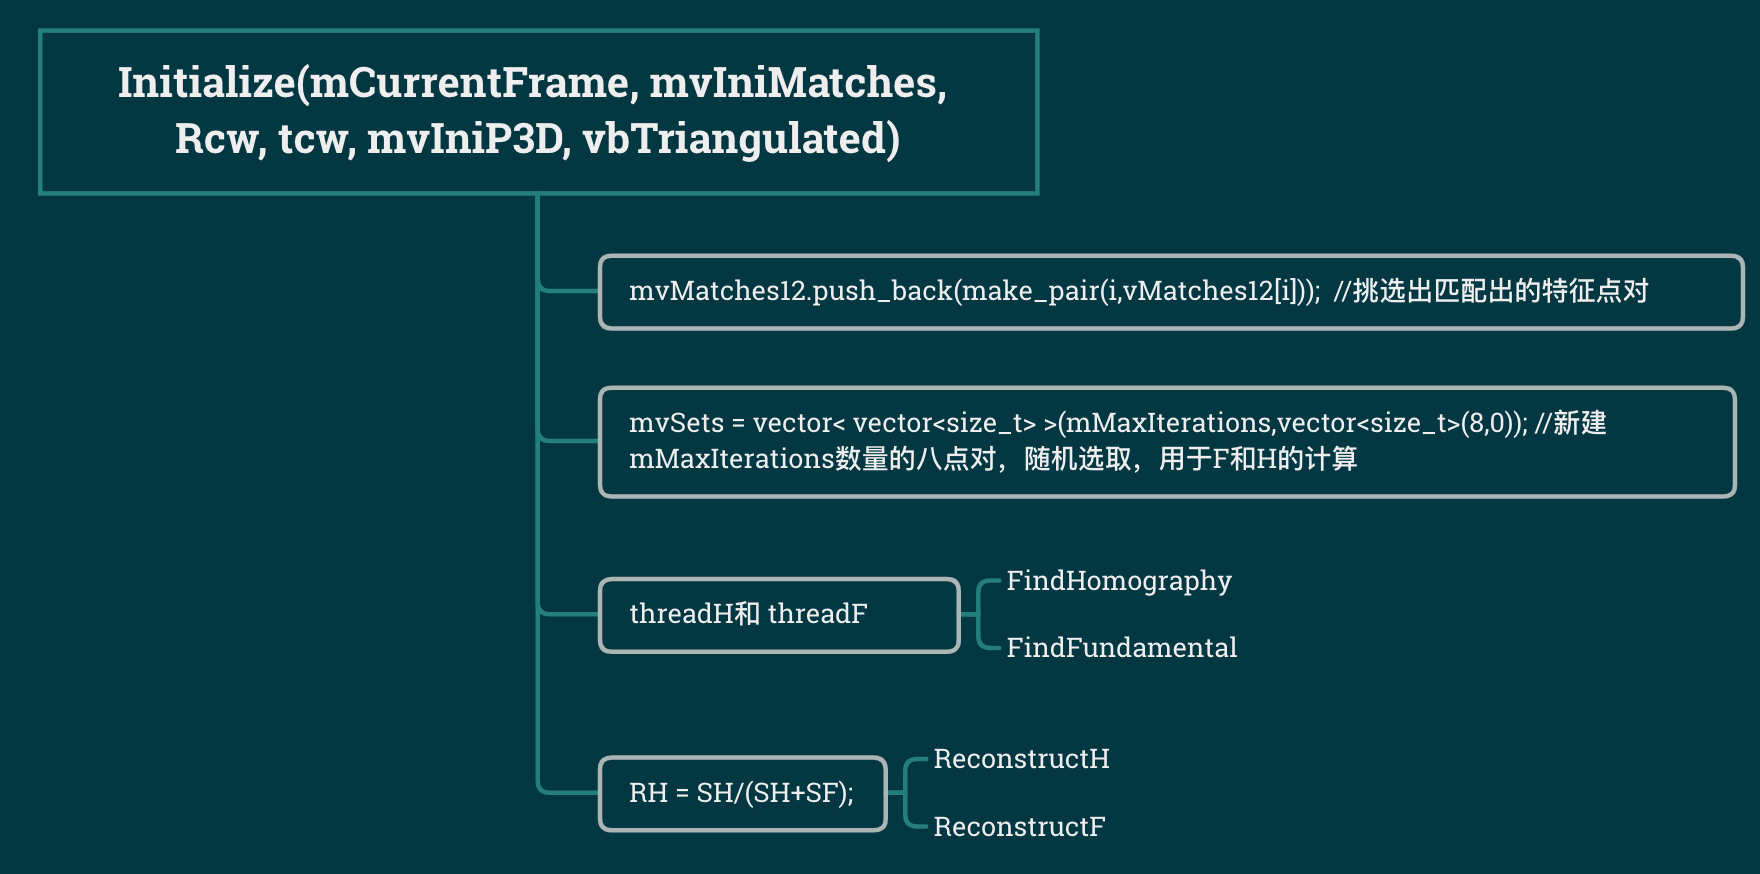 Initialize(mCurrentFrame, mvIniMatches,
Rcw, tcw, mvIniP3D, vbTriangulated)
mvMatches12.push_back(make_pair(i,vMatches12[i])); //挑选出匹配出的特征点对
mvSets = vector< vector<size_t> >(mMaxIterations,vector<size_t>(8,0)); //新建
mMaxIterations数量的八点对，随机选取，用于F和H的计算
threadH和 threadF
FindHomography
FindFundamental
RH = SH/(SH+SF);
ReconstructH
ReconstructF